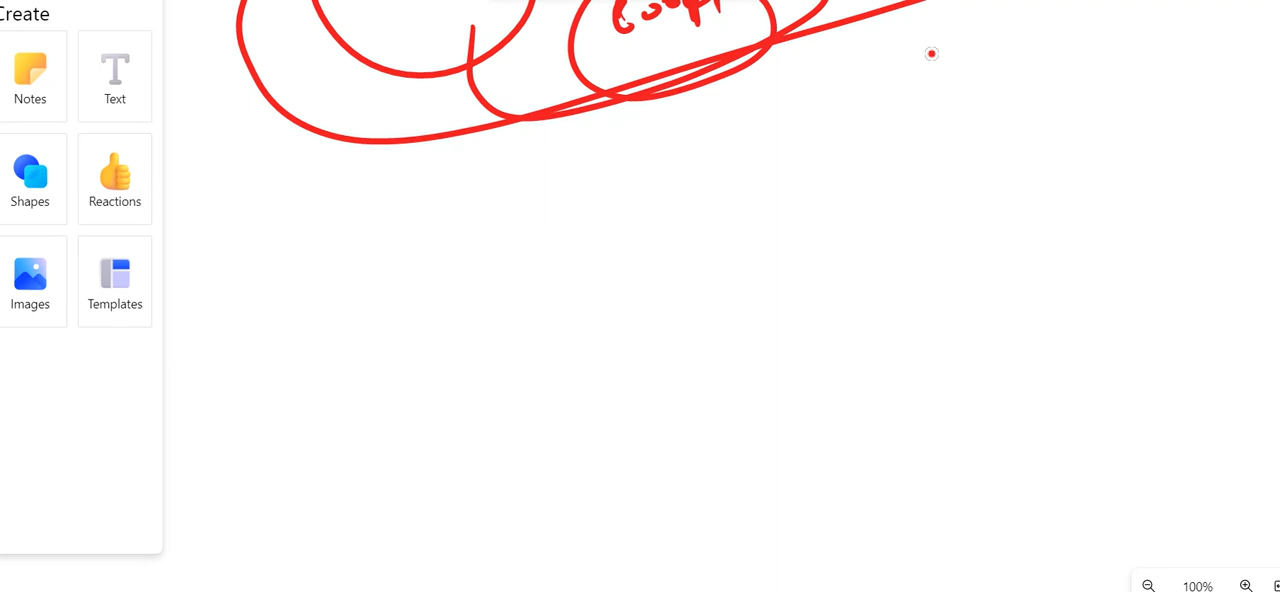 Create
Notes
Text
Shapes
Reactions
Images
Templates
100%